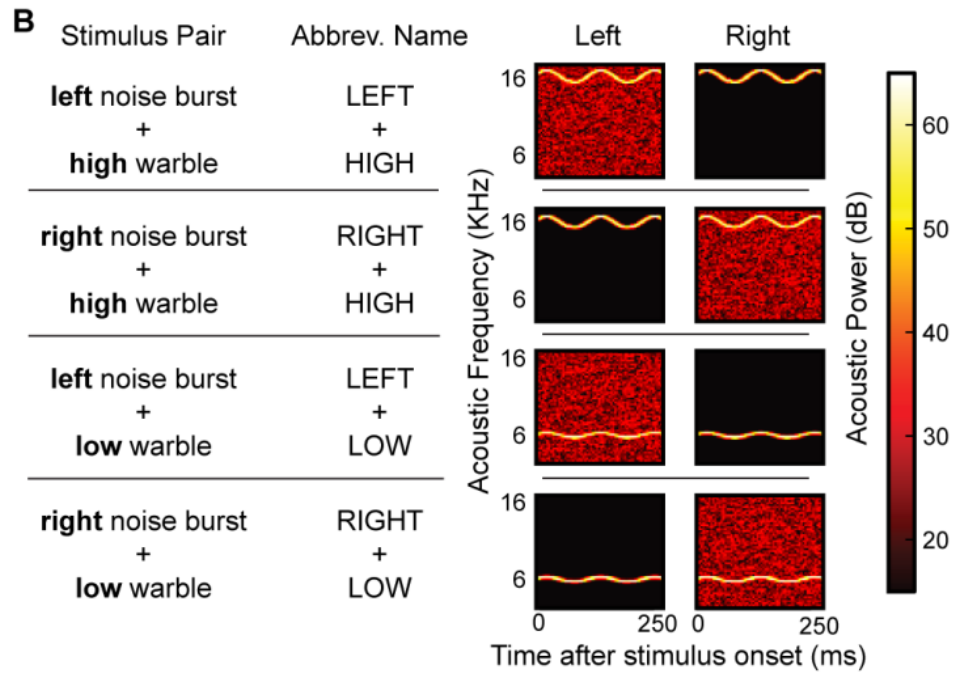 B
Stimulus Pair
Abbrev. Name
Left
Right
left noise burst
+
high warble
LEFT
+
HIGH
right noise burst
+
high warble
RIGHT
+
HIGH
left noise burst
+
low warble
LEFT
+
LOW
right noise burst
+
low warble
RIGHT
+
LOW
Acoustic Frequency (KHz)
16
6
16
6
16
6
16
6
0
250
0
250
Time after stimulus onset (ms)
Acoustic Power (dB)
60
50
40
30
20